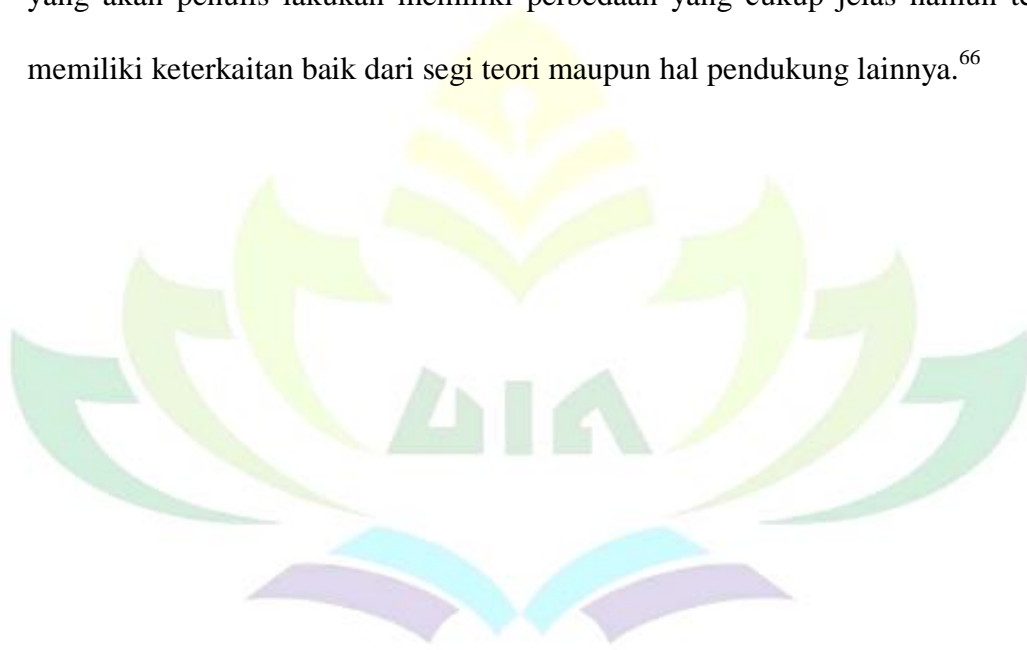 yang akan penulis lakukan memiliki perbedaan yang cukup jelas namun
memiliki keterkaitan baik dari segi teori maupun hal pendukung lainnya.⁶⁶
UIN